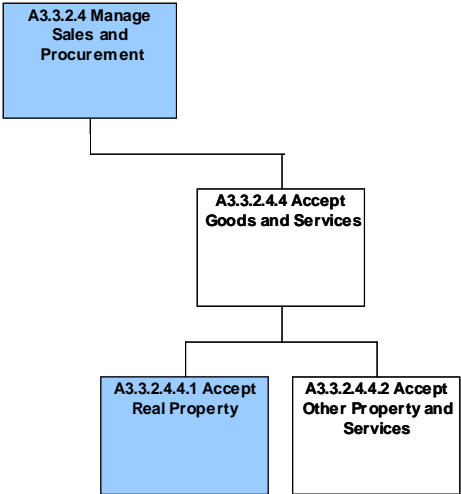 A3.3.2.4 Manage
Sales and
Procurement
A3.3.2.4.4 Accept
Goods and Services
A3.3.2.4.4.1 Accept
Real Property
A3.3.2.4.4.2 Accept
Other Property and
Services